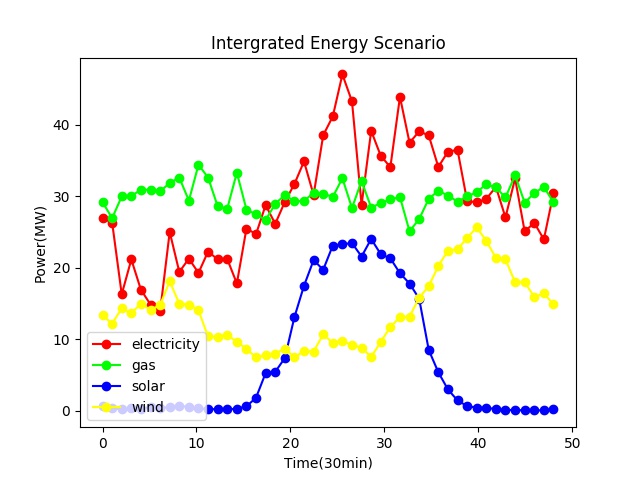 Intergrated Energy Scenario
Power(MW)
40
30
20
10
0
electricity
gas
solar
wind
0 10 20 30 40 50
Time(30min)